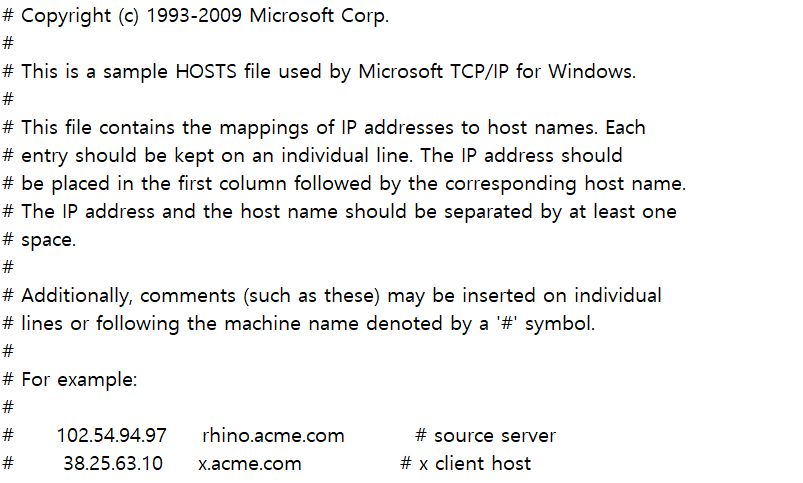 # Copyright (c) 1993-2009 Microsoft Corp.
#
# This is a sample HOSTS file used by Microsoft TCP/IP for Windows.
#
# This file contains the mappings of IP addresses to host names. Each
# entry should be kept on an individual line. The IP address should
# be placed in the first column followed by the corresponding host name.
# The IP address and the host name should be separated by at least one
# space.
#
# Additionally, comments (such as these) may be inserted on individual
# lines or following the machine name denoted by a '#' symbol.
#
# For example:
#
#      102.54.94.97     rhino.acme.com          # source server
#       38.25.63.10     x.acme.com              # x client host